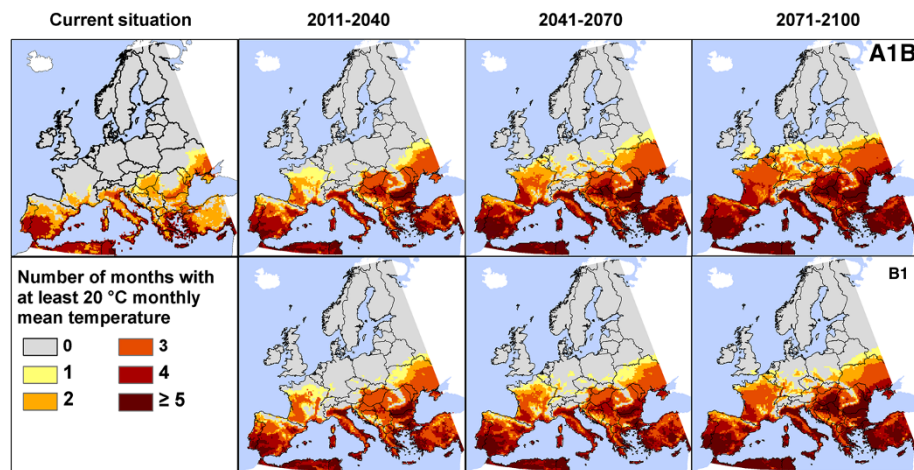 Current situation
2011-2040
2041-2070
2071-2100
A1B
Number of months with
at least 20 °C monthly
mean temperature
0
3
1
4
2
≥ 5
B1